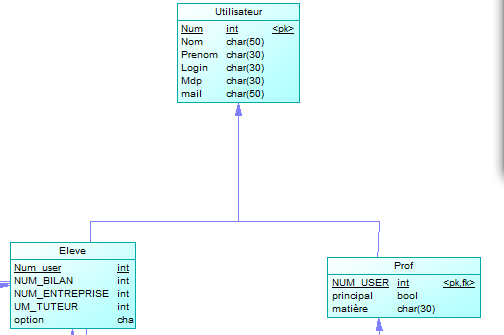 Utilisateur
Num int <pk>
Nom char(50)
Prenom char(30)
Login char(30)
Mdp char(30)
mail char(50)
Eleve
Num_user int
NUM_BILAN int
NUM_ENTREPRISE int
UM_TUTEUR int
option cha
Prof
NUM_USER int <pk,fk>
principal bool
matière char(30)